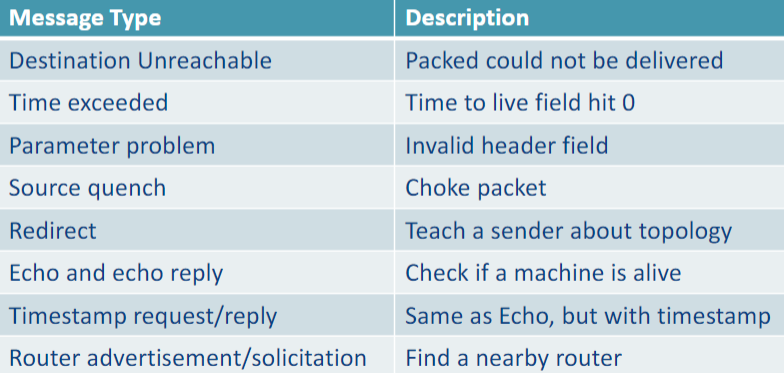 Message Type Description
Destination Unreachable Packed could not be delivered
Time exceeded Time to live field hit 0
Parameter problem Invalid header field
Source quench Choke packet
Redirect Teach a sender about topology
Echo and echo reply Check if a machine is alive
Timestamp request/reply Same as Echo, but with timestamp
Router advertisement/solicitation Find a nearby router